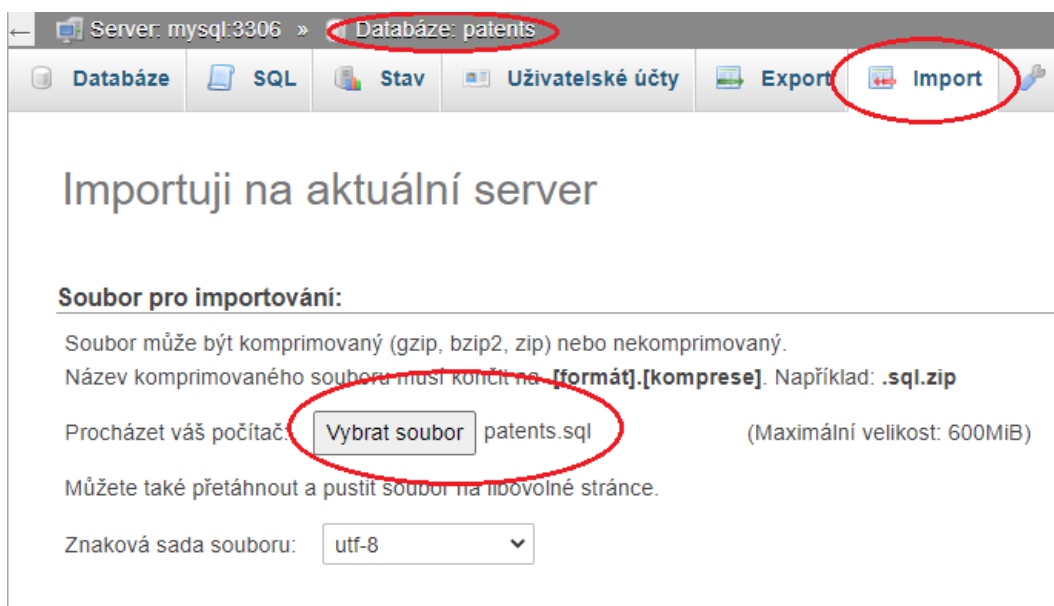 ← Server: mysql:3306 » Databáze: patents
Databáze SQL Stav Uživatelské účty Export Import
Importuji na aktuální server
Soubor pro importování:
Soubor může být komprimovaný (gzip, bzip2, zip) nebo nekomprimovaný.
Název komprimovaného souboru musí končit na .[formát].[komprese]. Například: .sql.zip
Procházet váš počítač: Vybrat soubor patents.sql (Maximální velikost: 600MiB)
Můžete také přetáhnout a pustit soubor na libovolné stránce.
Znaková sada souboru: utf-8